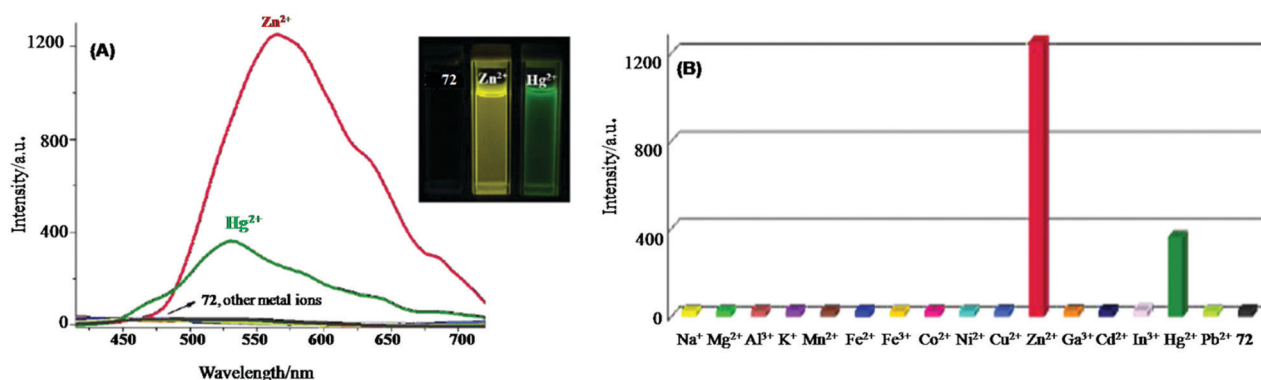 (A)
Zn²⁺
Hg²⁺
72, other metal ions
Intensity/a.u.
1200
800
400
0
450 500 550 600 650 700
Wavelength/nm
72 Zn²⁺ Hg²⁺
(B)
Intensity/a.u.
1200
800
400
0
Na⁺ Mg²⁺ Al³⁺ K⁺ Mn²⁺ Fe²⁺ Fe³⁺ Co²⁺ Ni²⁺ Cu²⁺ Zn²⁺ Ga³⁺ Cd²⁺ In³⁺ Hg²⁺ Pb²⁺ 72